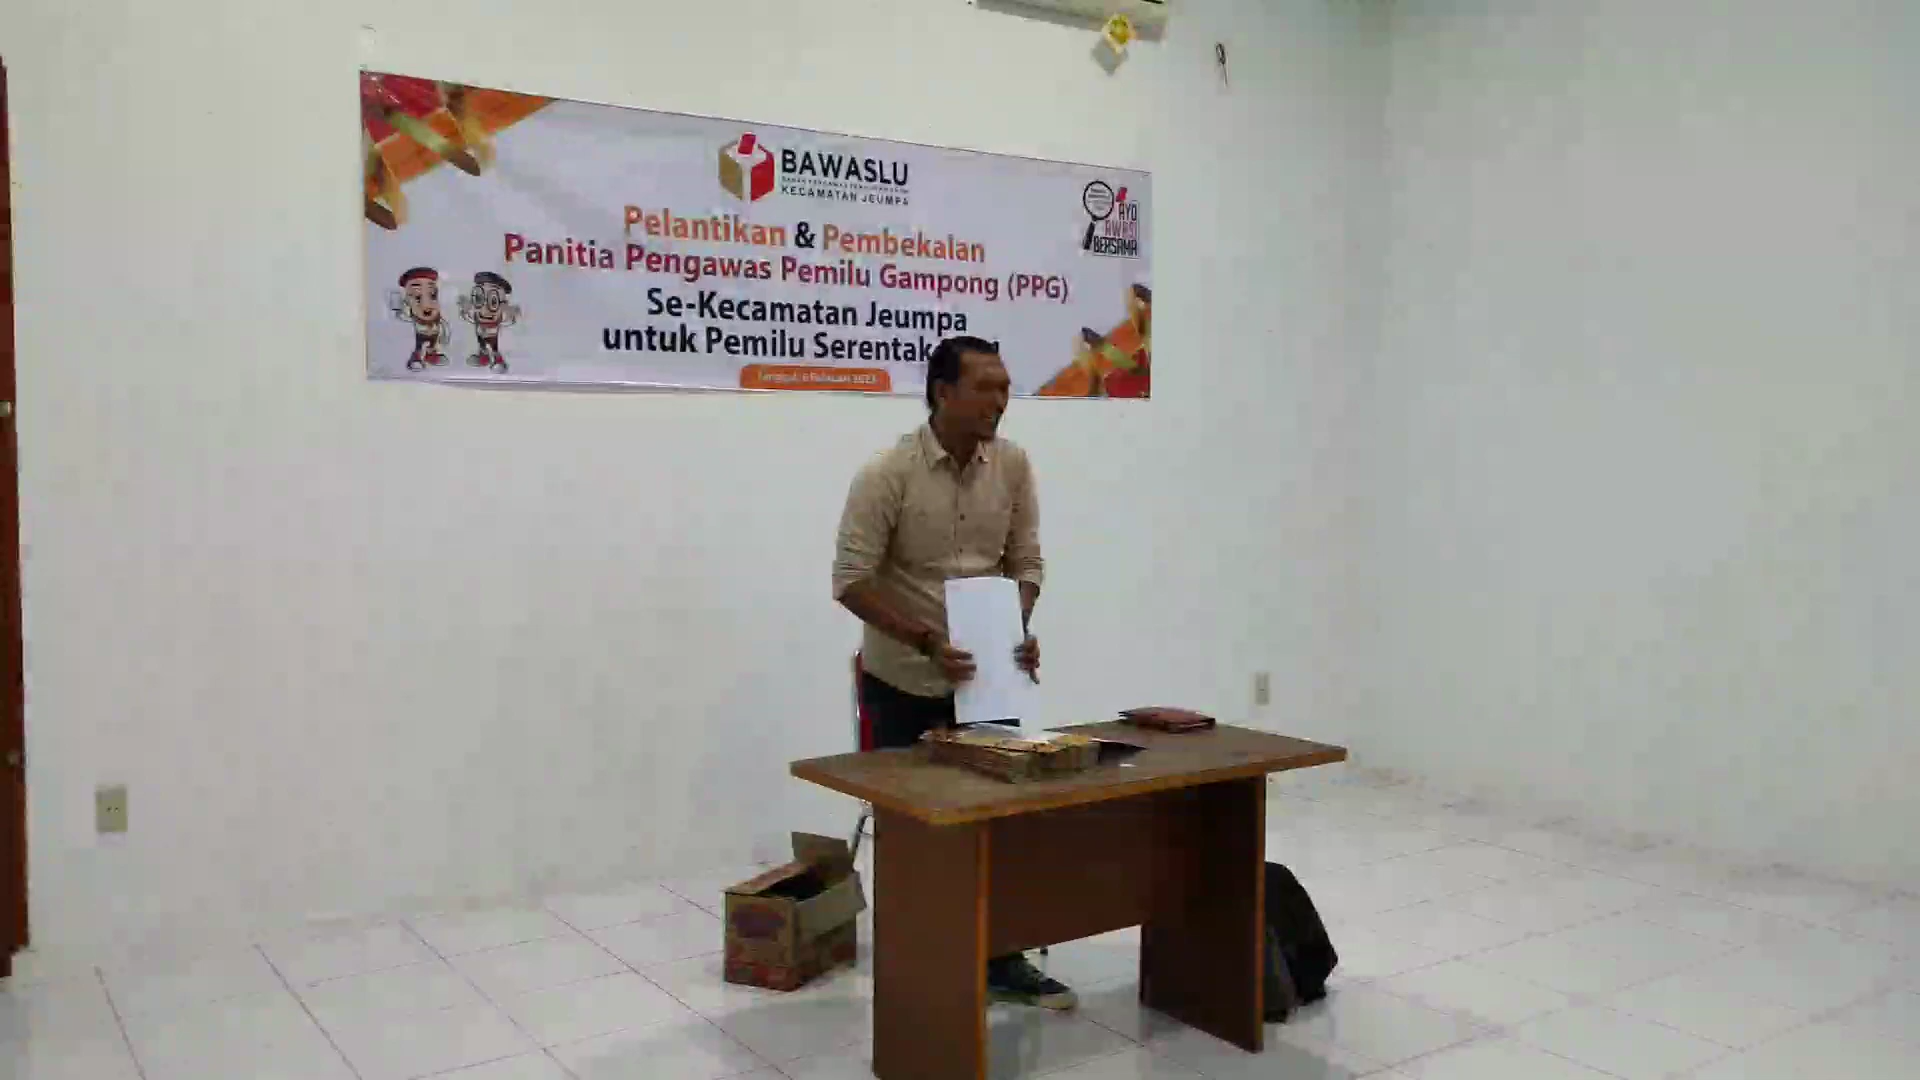 BAWASLU
KECAMATAN JEUMPA
AYO
AWASI
BERSAMA
Pelantikan & Pembekalan
Panitia Pengawas Pemilu Gampong (PPG)
Se-Kecamatan Jeumpa
untuk Pemilu Serentak